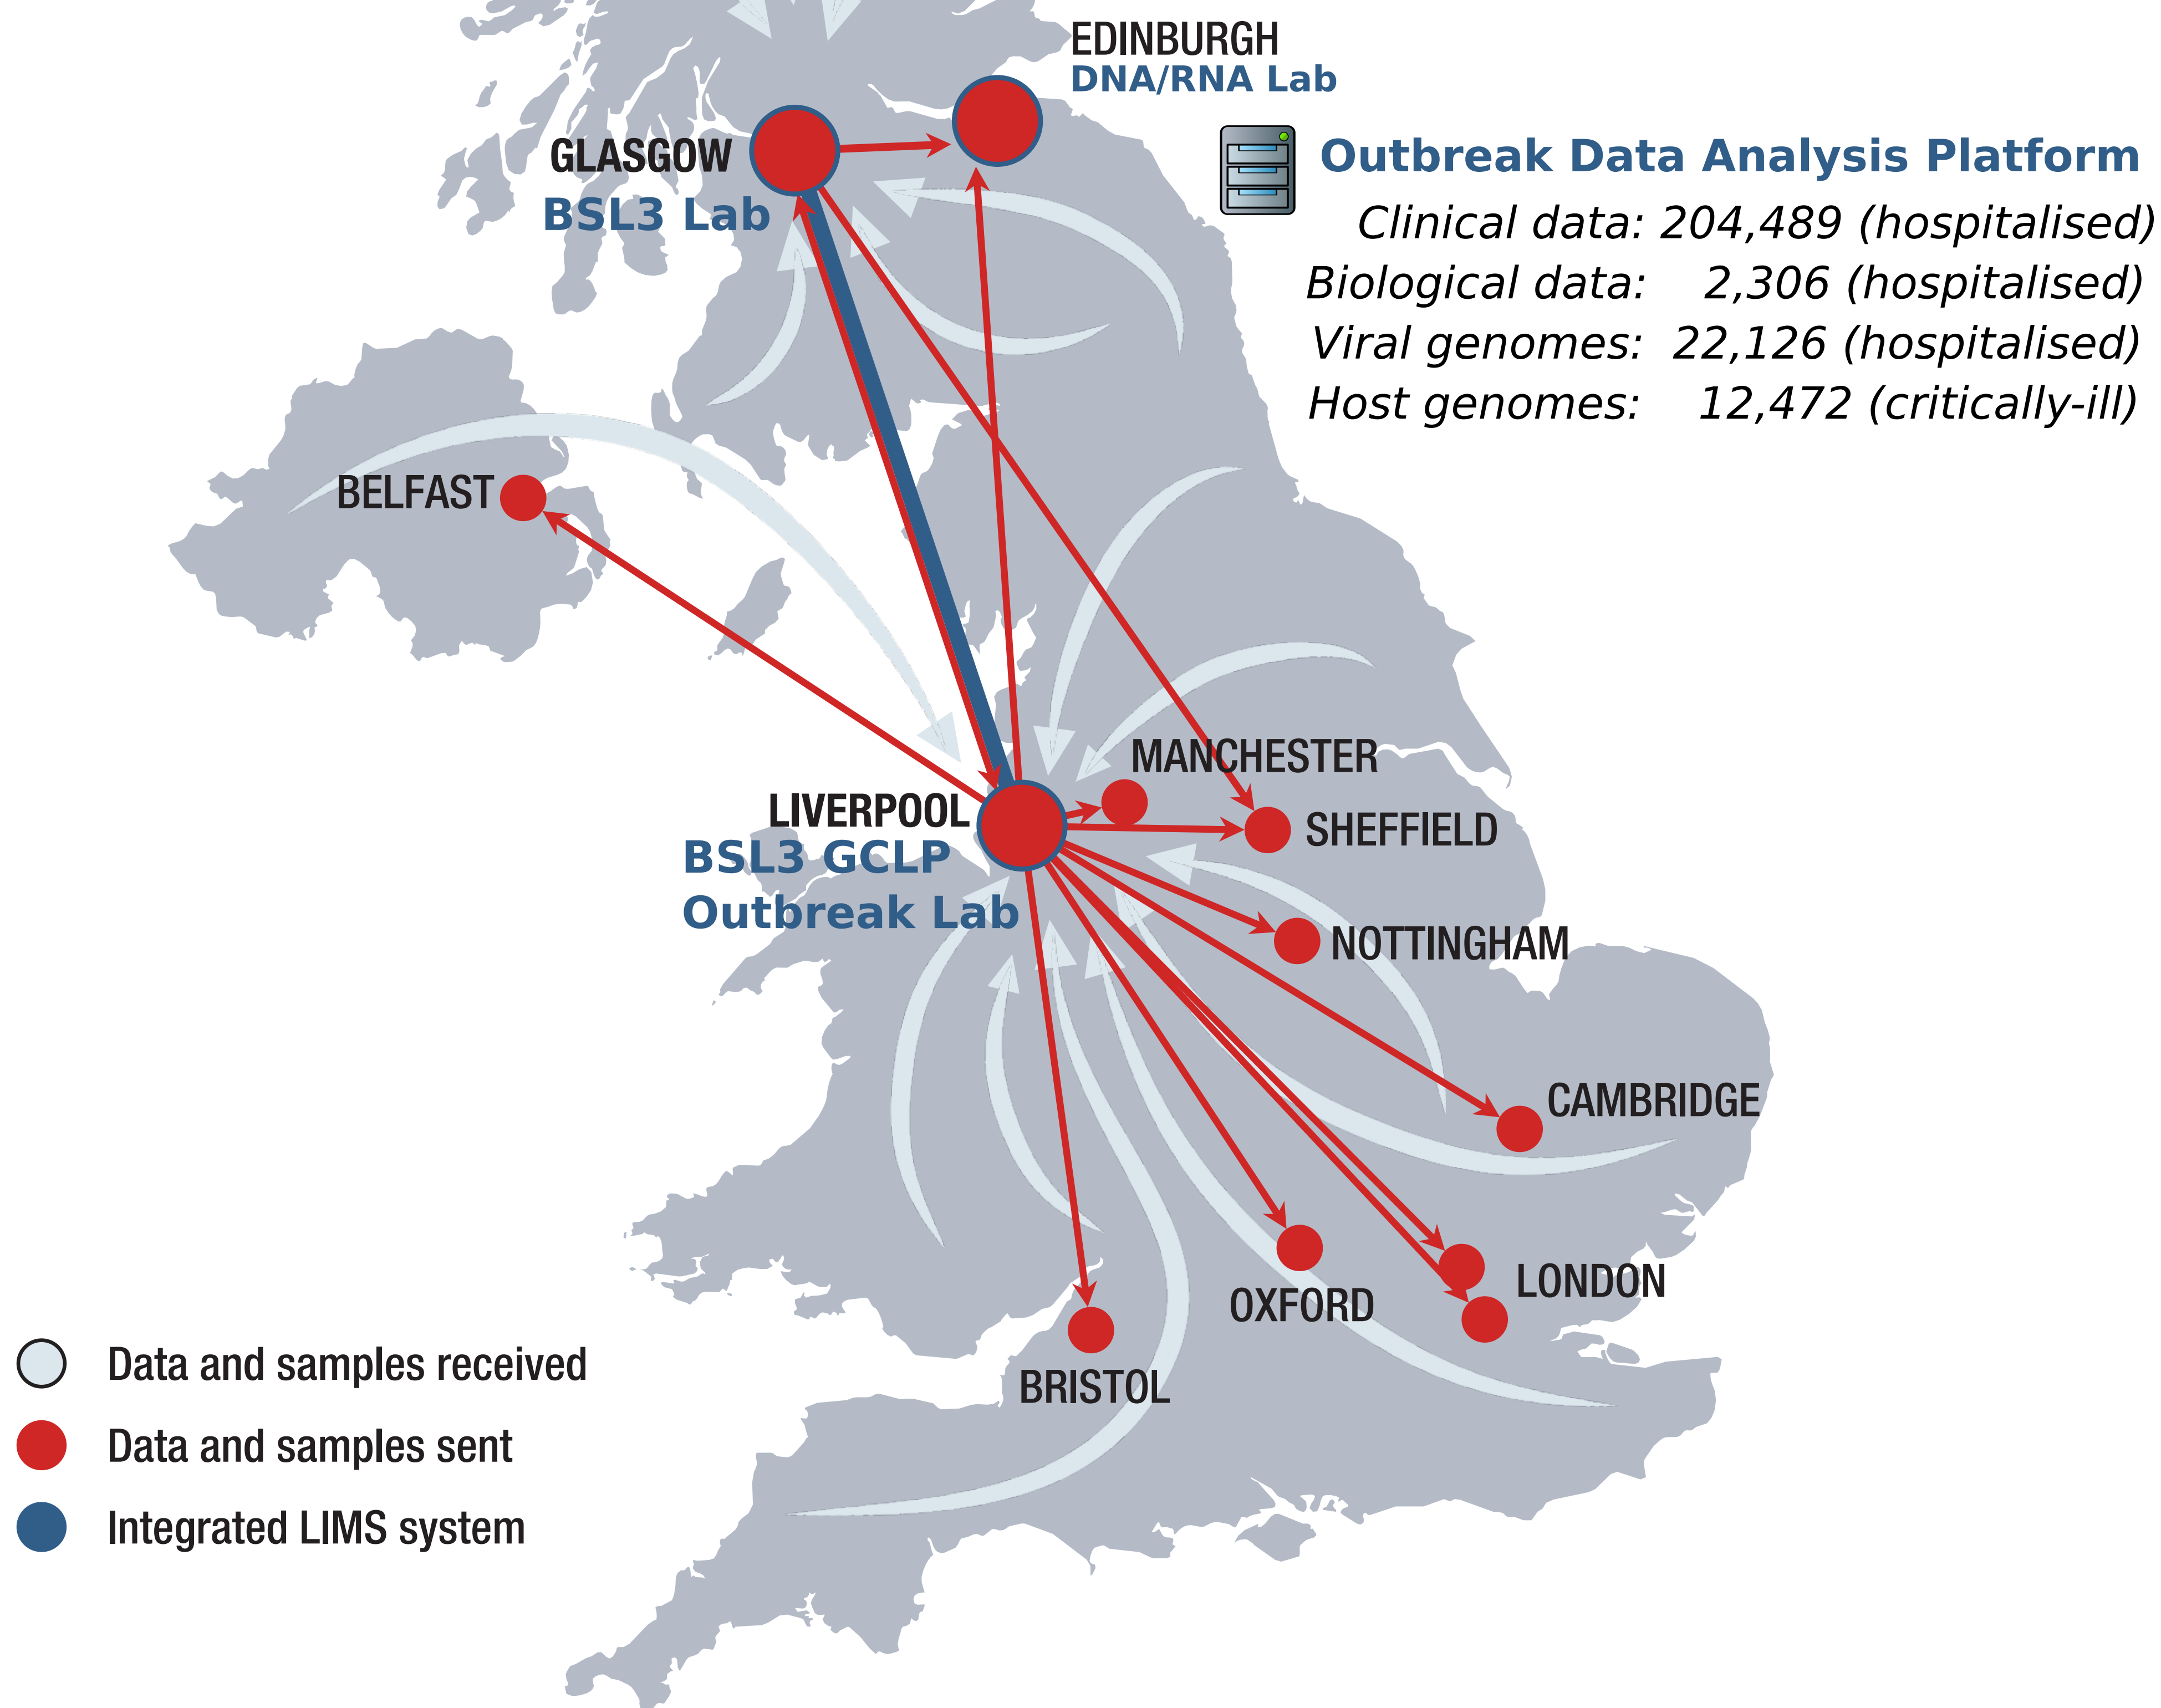 EDINBURGH
DNA/RNA Lab
GLASGOW
BSL3 Lab
Outbreak Data Analysis Platform
Clinical data: 204,489 (hospitalised)
Biological data: 2,306 (hospitalised)
Viral genomes: 22,126 (hospitalised)
Host genomes: 12,472 (critically-ill)
BELFAST
MANCHESTER
LIVERPOOL
BSL3 GCLP
Outbreak Lab
SHEFFIELD
NOTTINGHAM
CAMBRIDGE
LONDON
OXFORD
BRISTOL
Data and samples received
Data and samples sent
Integrated LIMS system